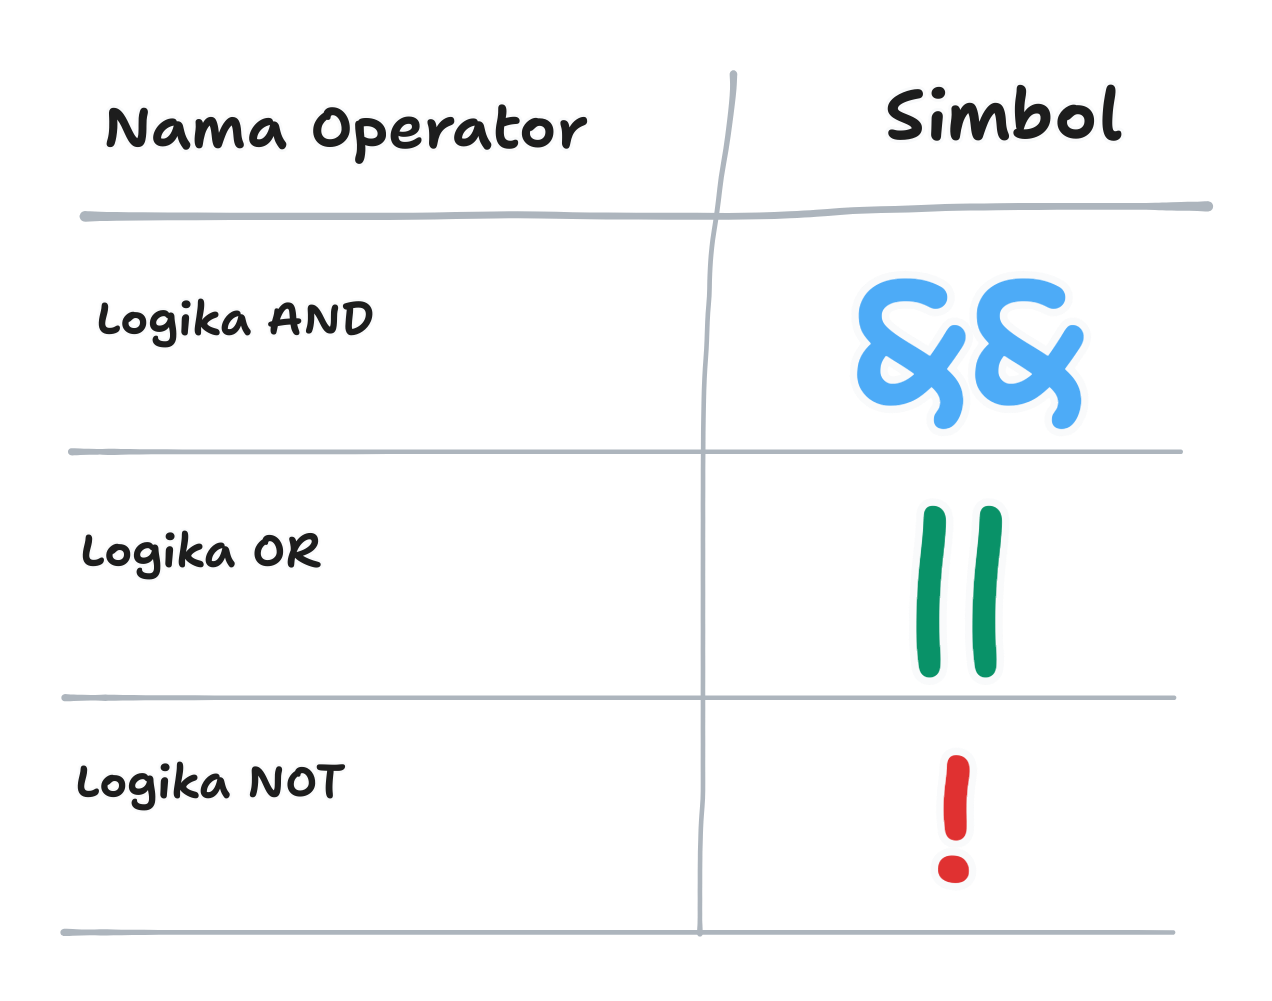 Nama Operator Simbol
Logika AND &&
Logika OR ||
Logika NOT !